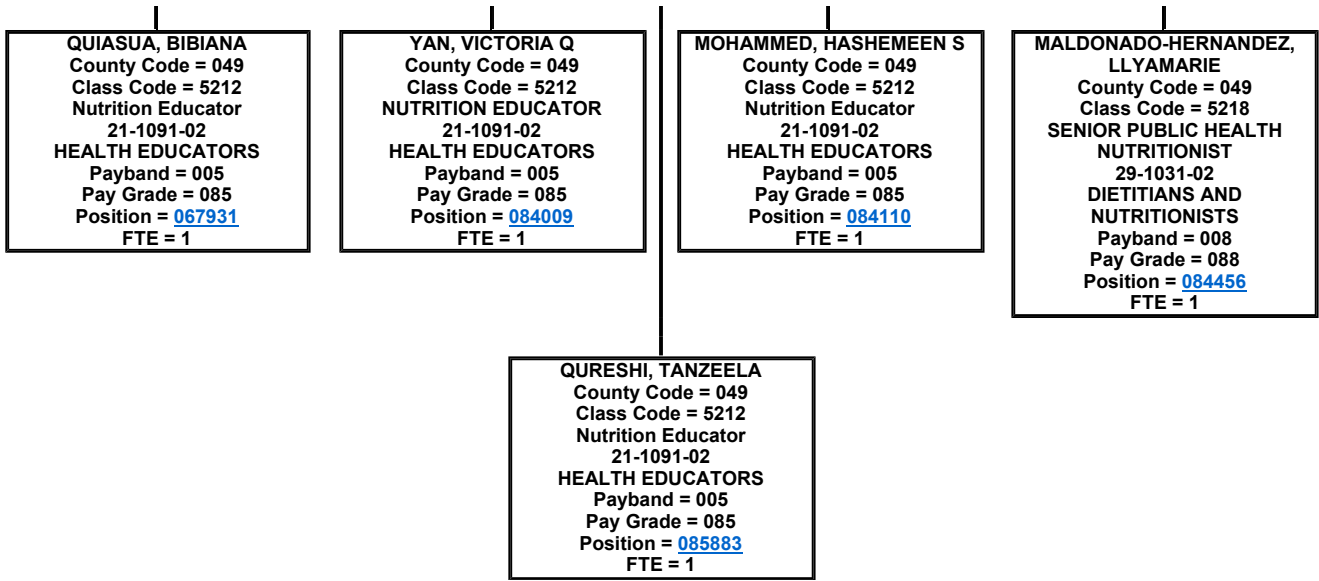 QUIASUA, BIBIANA
County Code = 049
Class Code = 5212
Nutrition Educator
21-1091-02
HEALTH EDUCATORS
Payband = 005
Pay Grade = 085
Position = 067931
FTE = 1
YAN, VICTORIA Q
County Code = 049
Class Code = 5212
NUTRITION EDUCATOR
21-1091-02
HEALTH EDUCATORS
Payband = 005
Pay Grade = 085
Position = 084009
FTE = 1
MOHAMMED, HASHEMEEN S
County Code = 049
Class Code = 5212
Nutrition Educator
21-1091-02
HEALTH EDUCATORS
Payband = 005
Pay Grade = 085
Position = 084110
FTE = 1
MALDONADO-HERNANDEZ,
LLYAMARIE
County Code = 049
Class Code = 5218
SENIOR PUBLIC HEALTH
NUTRITIONIST
29-1031-02
DIETITIANS AND
NUTRITIONISTS
Payband = 008
Pay Grade = 088
Position = 084456
FTE = 1
QURESHI, TANZEELA
County Code = 049
Class Code = 5212
Nutrition Educator
21-1091-02
HEALTH EDUCATORS
Payband = 005
Pay Grade = 085
Position = 085883
FTE = 1